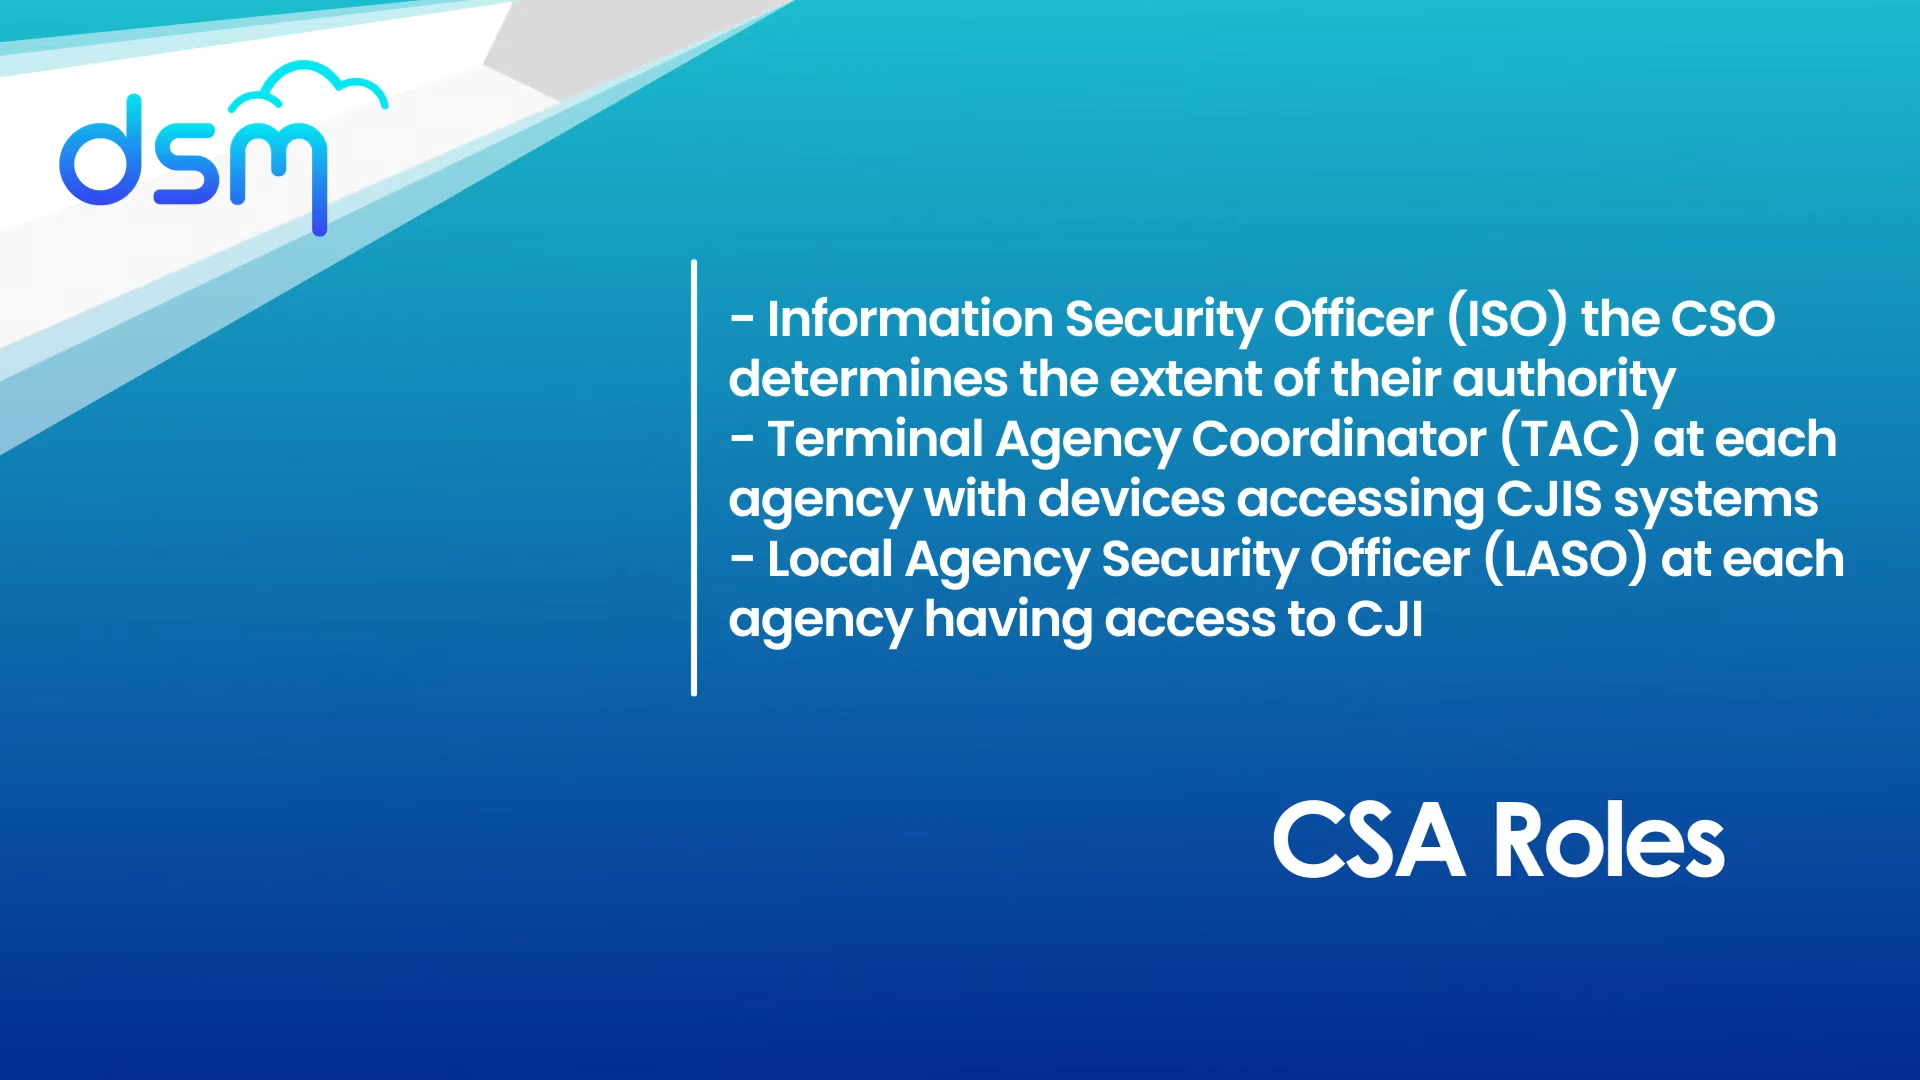 dsm
- Information Security Officer (ISO) the CSO
determines the extent of their authority
- Terminal Agency Coordinator (TAC) at each
agency with devices accessing CJIS systems
- Local Agency Security Officer (LASO) at each
agency having access to CJI
CSA Roles